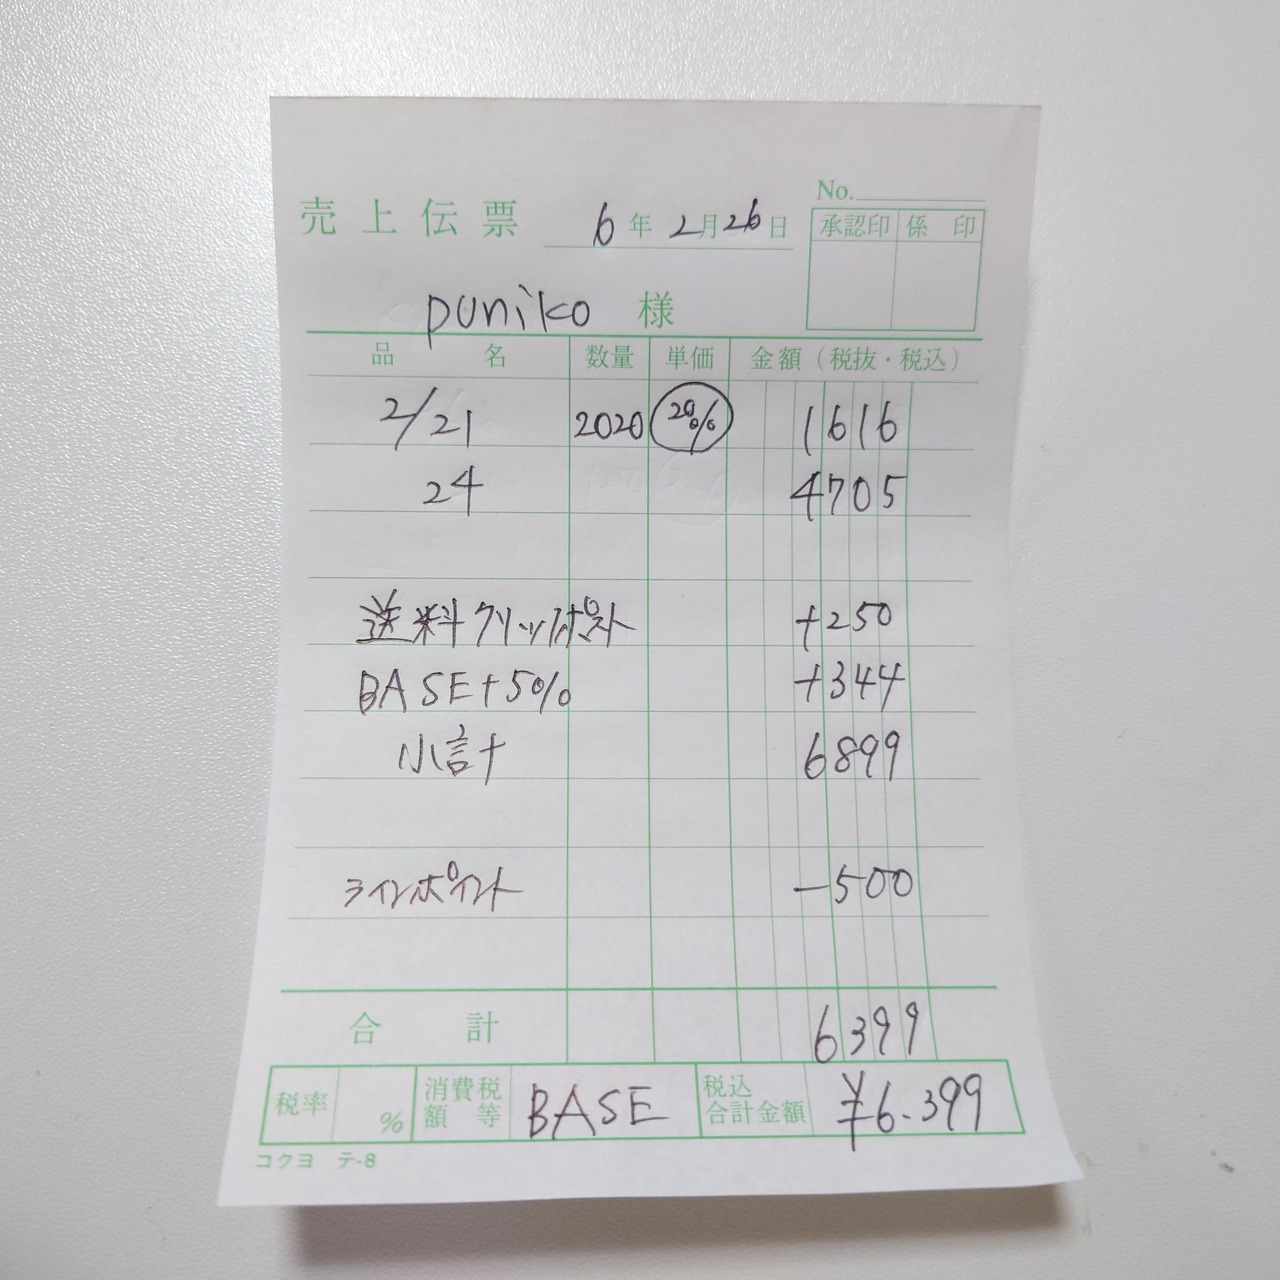 No.
売上伝票 6年2月26日
承認印 係印
puniko 様
品名 数量 単価 金額(税抜・税込)
2/21 2020 20% 1616
24 4705
送料クリックポスト +250
BASE+5% +344
小計 6899
ラインポイント -500
合計 6399
税率 % 消費税額等 BASE 税込合計金額 ¥6.399
コクヨ テ-8